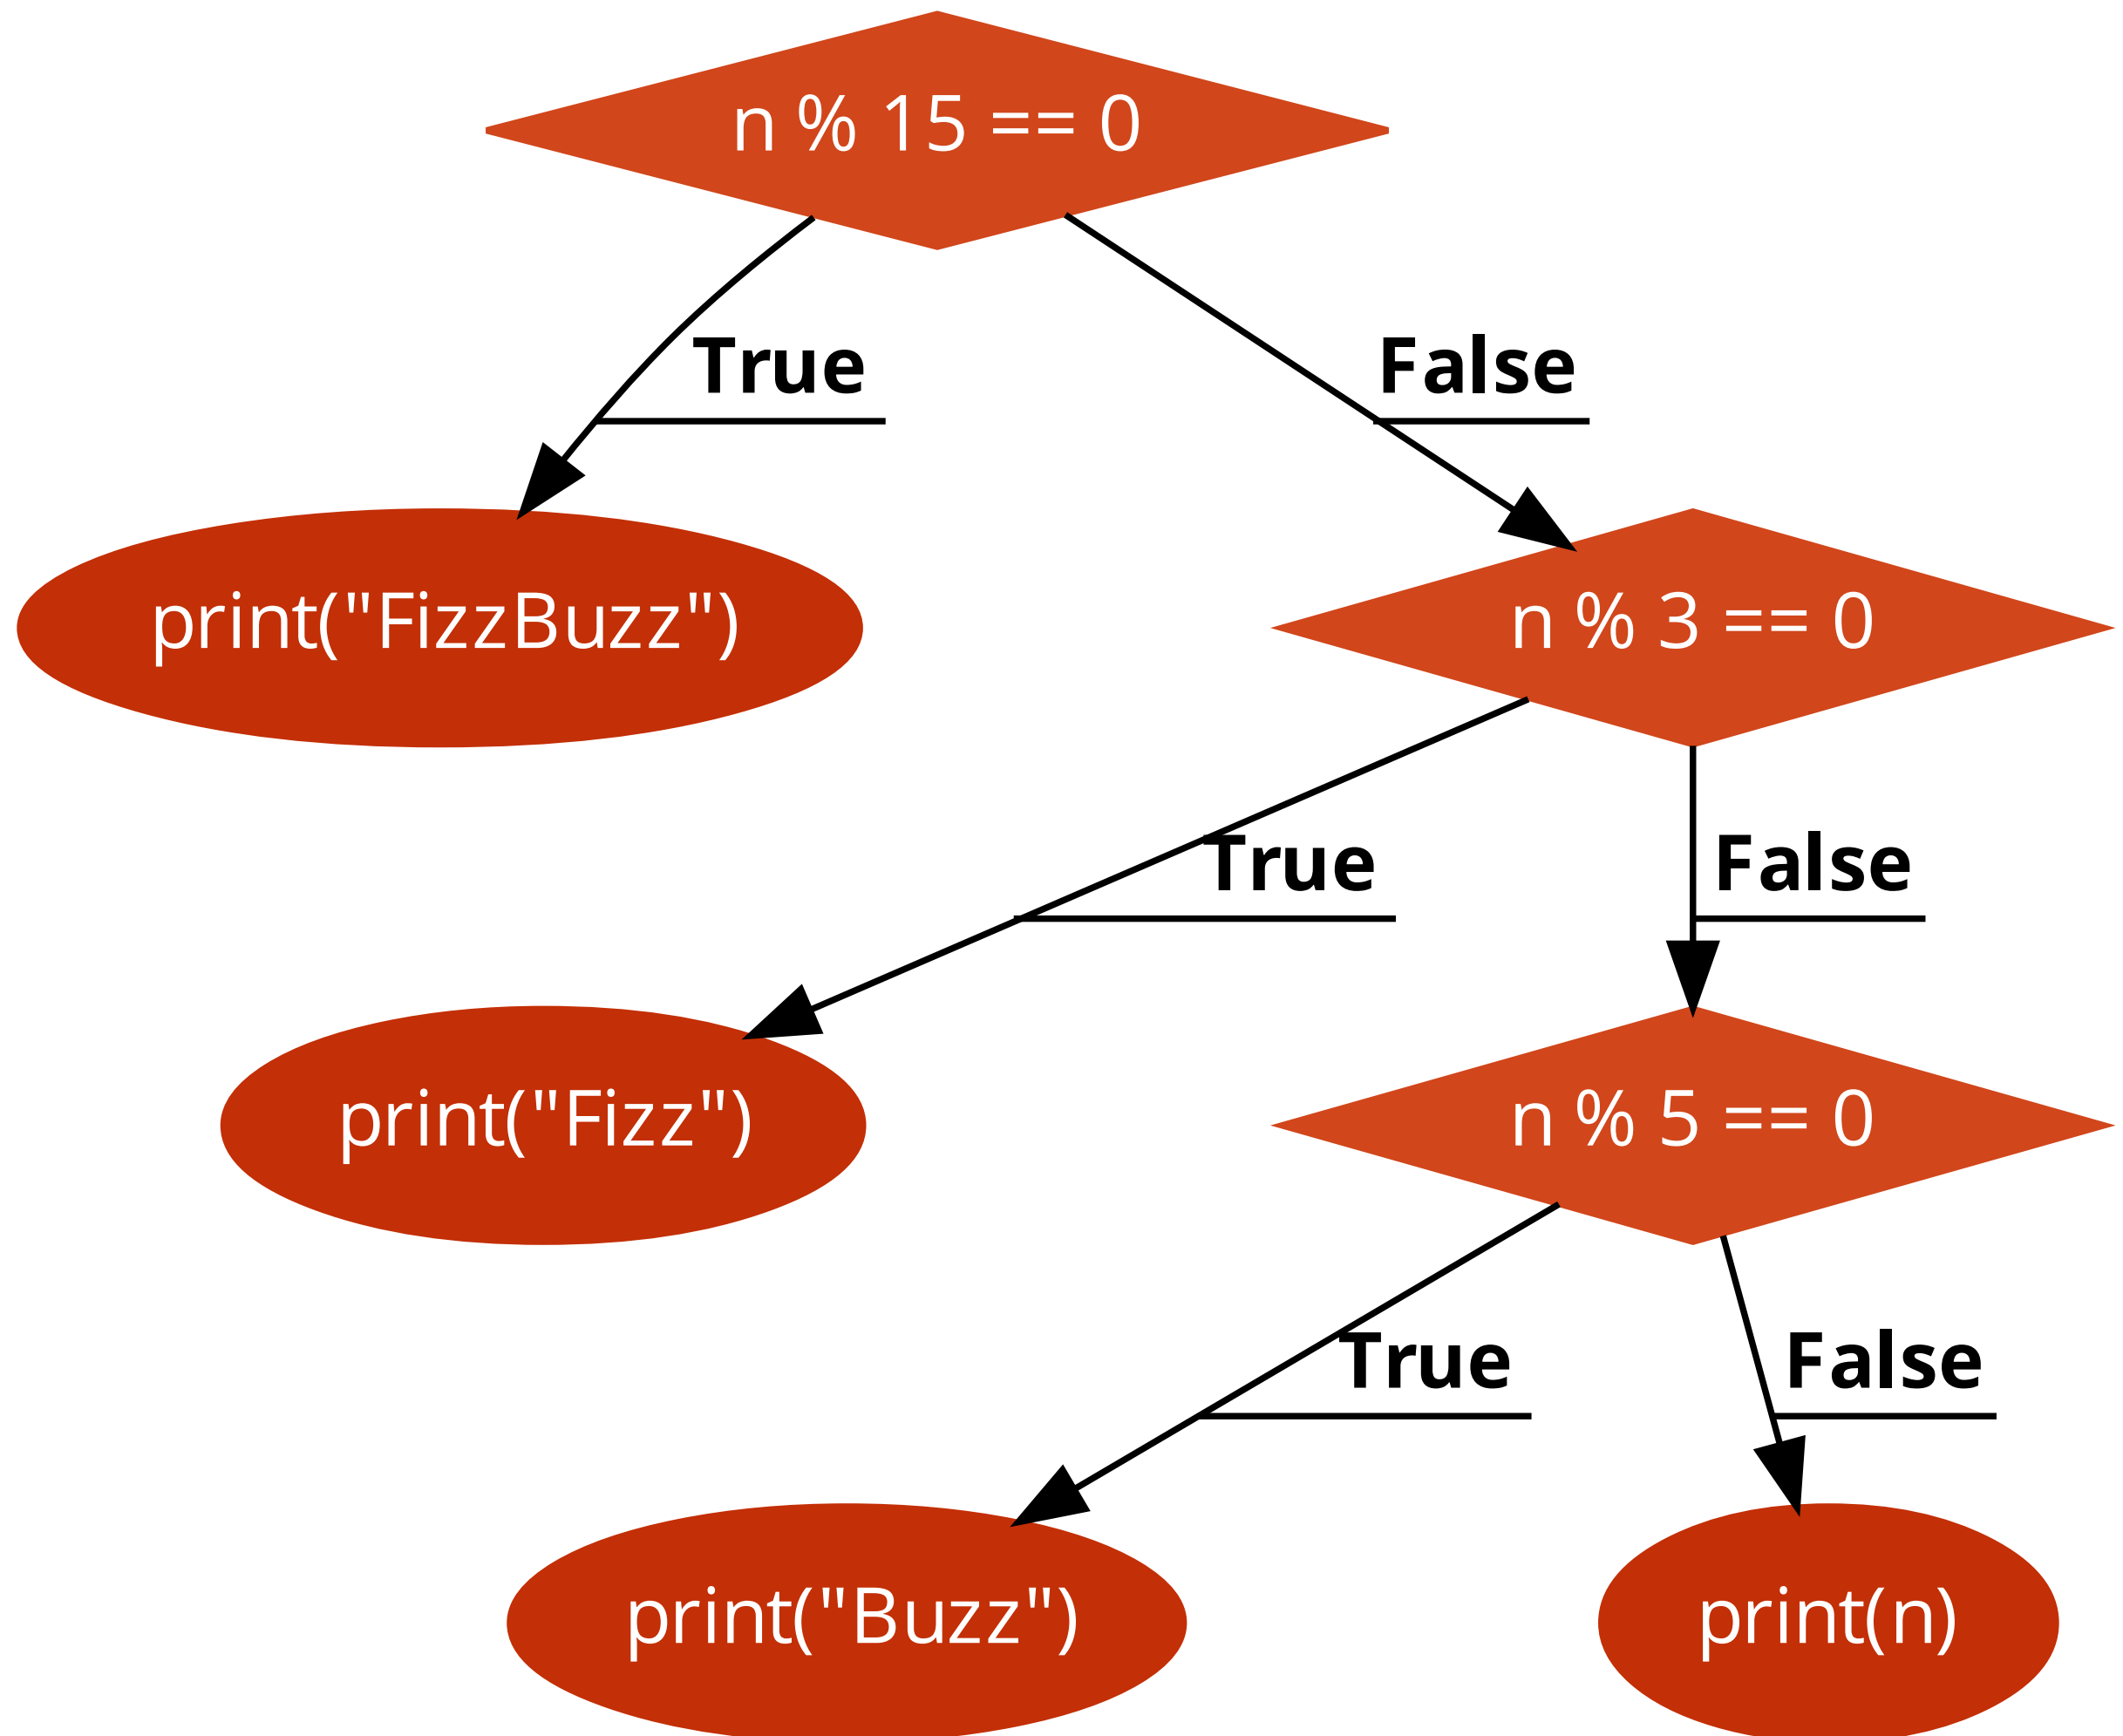 n % 15 == 0
True
False
print("FizzBuzz")
n % 3 == 0
True
False
print("Fizz")
n % 5 == 0
True
False
print("Buzz")
print(n)